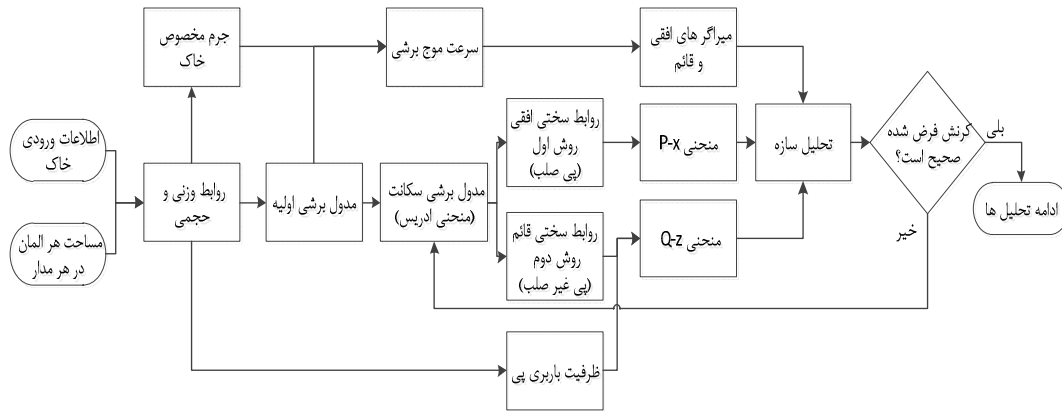 جرم مخصوص
خاک
سرعت موج برشی
میراگر های افقی
و قائم
اطلاعات ورودی
خاک
مساحت هر المان
در هر مدار
روابط وزنی و
حجمی
مدول برشی اولیه
مدول برشی سکانت
(منحنی ادریس)
روابط سختی افقی
روش اول
(پی صلب)
روابط سختی قائم
روش دوم
(پی غیر صلب)
منحنی P-x
منحنی Q-z
ظرفیت باربری پی
تحلیل سازه
کرنش فرض شده
صحیح است؟
بلی
خیر
ادامه تحلیل ها